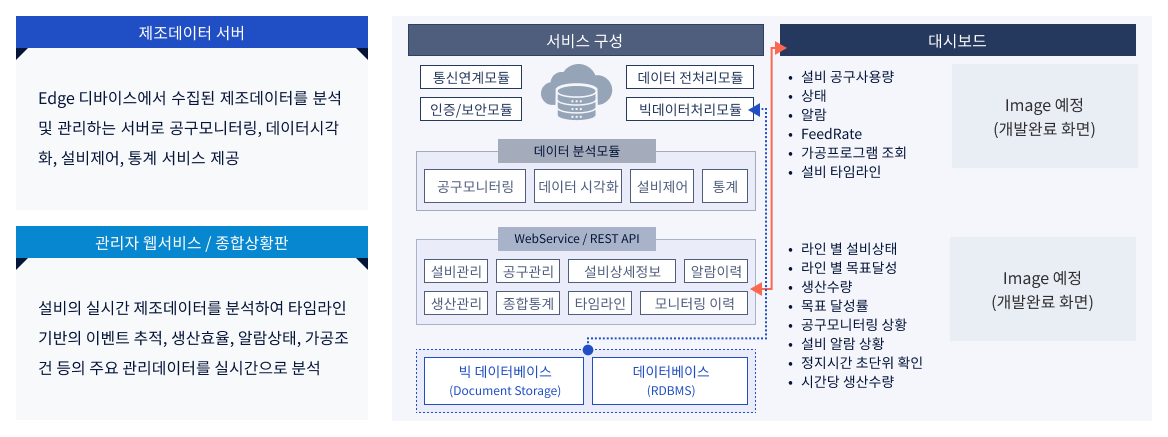 제조데이터 서버
Edge 디바이스에서 수집된 제조데이터를 분석
및 관리하는 서버로 공구모니터링, 데이터시각
화, 설비제어, 통계 서비스 제공
관리자 웹서비스 / 종합상황판
설비의 실시간 제조데이터를 분석하여 타임라인
기반의 이벤트 추적, 생산효율, 알람상태, 가공조
건 등의 주요 관리데이터를 실시간으로 분석
서비스 구성
통신연계모듈
데이터 전처리모듈
인증/보안모듈
빅데이터처리모듈
데이터 분석모듈
공구모니터링
데이터 시각화
설비제어
통계
WebService / REST API
설비관리
공구관리
설비상세정보
알람이력
생산관리
종합통계
타임라인
모니터링 이력
빅 데이터베이스
(Document Storage)
데이터베이스
(RDBMS)
대시보드
• 설비 공구사용량
• 상태
• 알람
• FeedRate
• 가공프로그램 조회
• 설비 타임라인
Image 예정
(개발완료 화면)
• 라인 별 설비상태
• 라인 별 목표달성
• 생산수량
• 목표 달성률
• 공구모니터링 상황
• 설비 알람 상황
• 정지시간 초단위 확인
• 시간당 생산수량
Image 예정
(개발완료 화면)